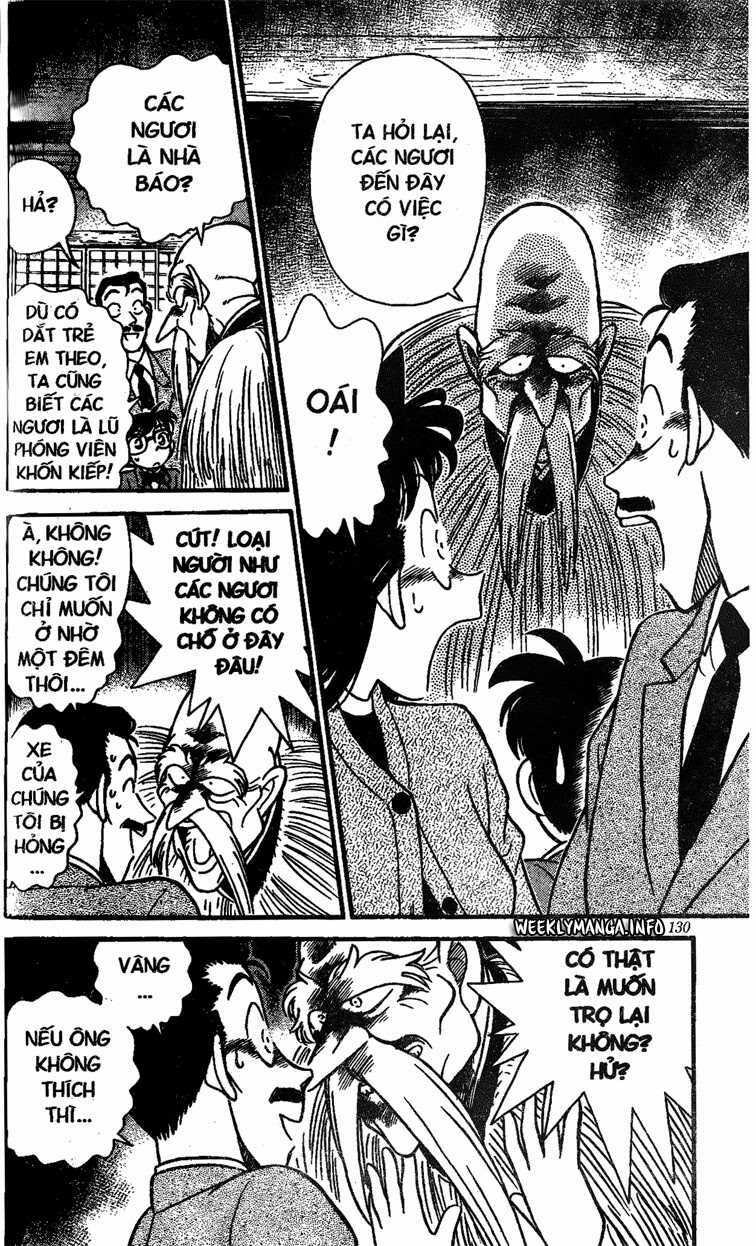 TA HỎI LẠI,
CÁC NGƯƠI
ĐẾN ĐÂY
CÓ VIỆC
GÌ?
OÁI
!
CÁC
NGƯƠI
LÀ NHÀ
BÁO?
HẢ?
DÙ CÓ
DẮT TRẺ
EM THEO,
TA CŨNG
BIẾT CÁC
NGƯƠI LÀ LŨ
PHÓNG VIÊN
KHỐN KIẾP!
CỨT! LOẠI
NGƯỜI NHƯ
CÁC NGƯƠI
KHÔNG CÓ
CHỔ Ở ĐÂY
ĐÂU!
À, KHÔNG
KHÔNG!
CHÚNG TÔI
CHỈ MUỐN
Ở NHỜ
MỘT ĐÊM
THÔI...
XE
CỦA
CHÚNG
TÔI BỊ
HỎNG
...
WEEKLYMANGA.INFO 130
CÓ THẬT
LÀ MUỐN
TRỌ LẠI
KHÔNG?
HỬ?
VÂNG
...
NẾU ÔNG
KHÔNG
THÍCH
THÌ...